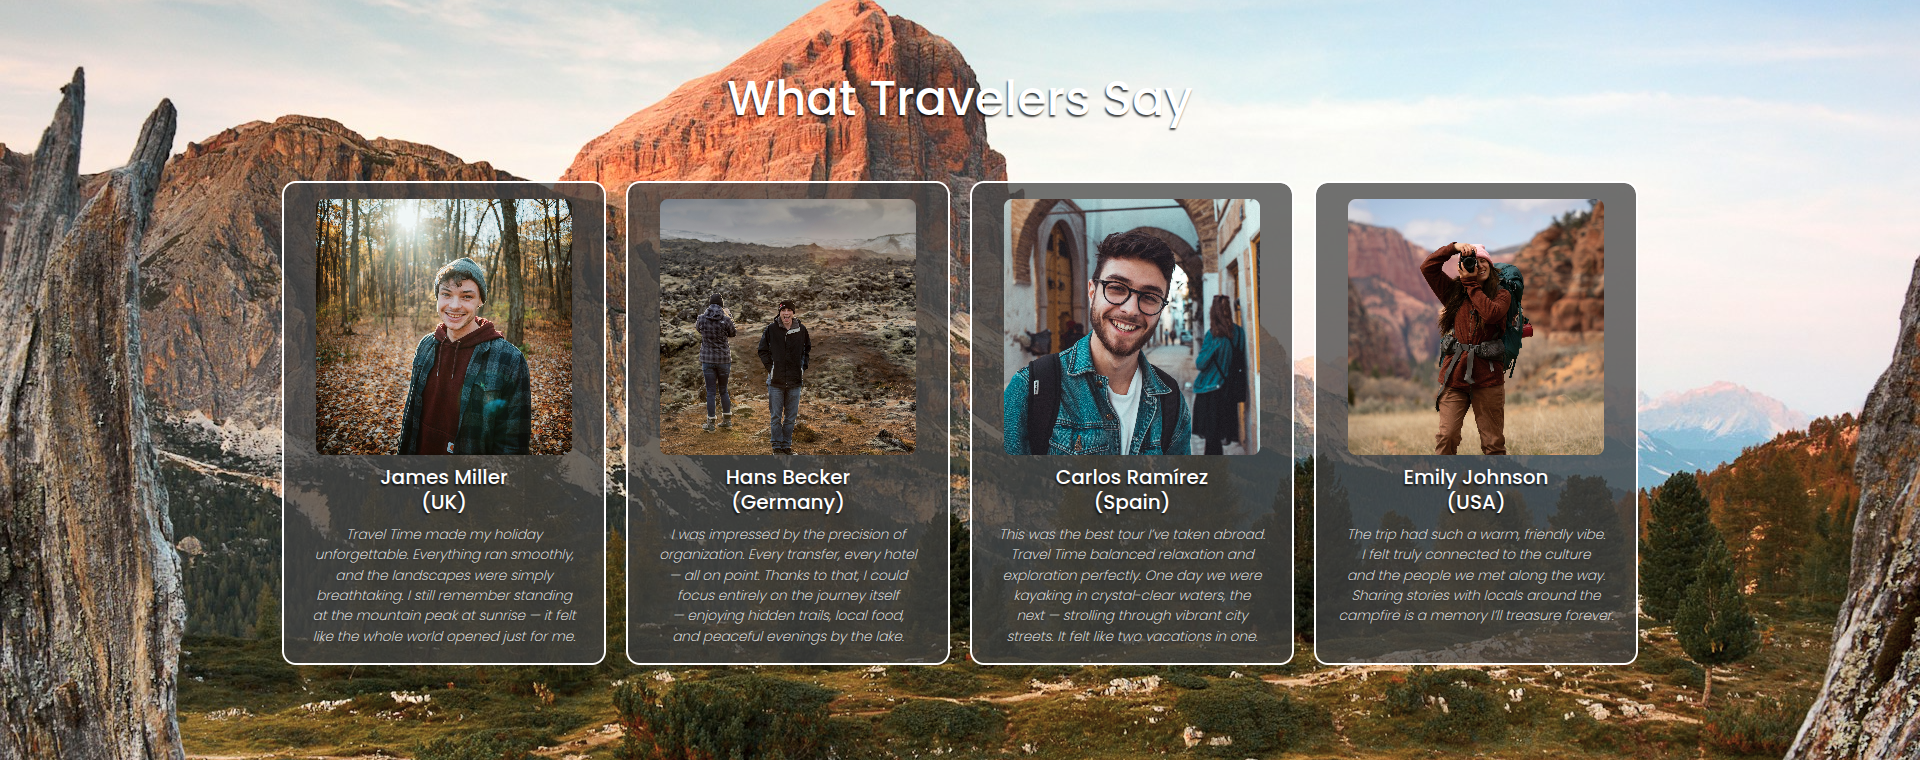 What Travelers Say
James Miller
(UK)
Travel Time made my holiday
unforgettable. Everything ran smoothly,
and the landscapes were simply
breathtaking. I still remember standing
at the mountain peak at sunrise — it felt
like the whole world opened just for me.
Hans Becker
(Germany)
I was impressed by the precision of
organization. Every transfer, every hotel
— all on point. Thanks to that, I could
focus entirely on the journey itself
— enjoying hidden trails, local food,
and peaceful evenings by the lake.
Carlos Ramírez
(Spain)
This was the best tour I've taken abroad.
Travel Time balanced relaxation and
exploration perfectly. One day we were
kayaking in crystal-clear waters, the
next — strolling through vibrant city
streets. It felt like two vacations in one.
Emily Johnson
(USA)
The trip had such a warm, friendly vibe.
I felt truly connected to the culture
and the people we met along the way.
Sharing stories with locals around the
campfire is a memory I'll treasure forever.